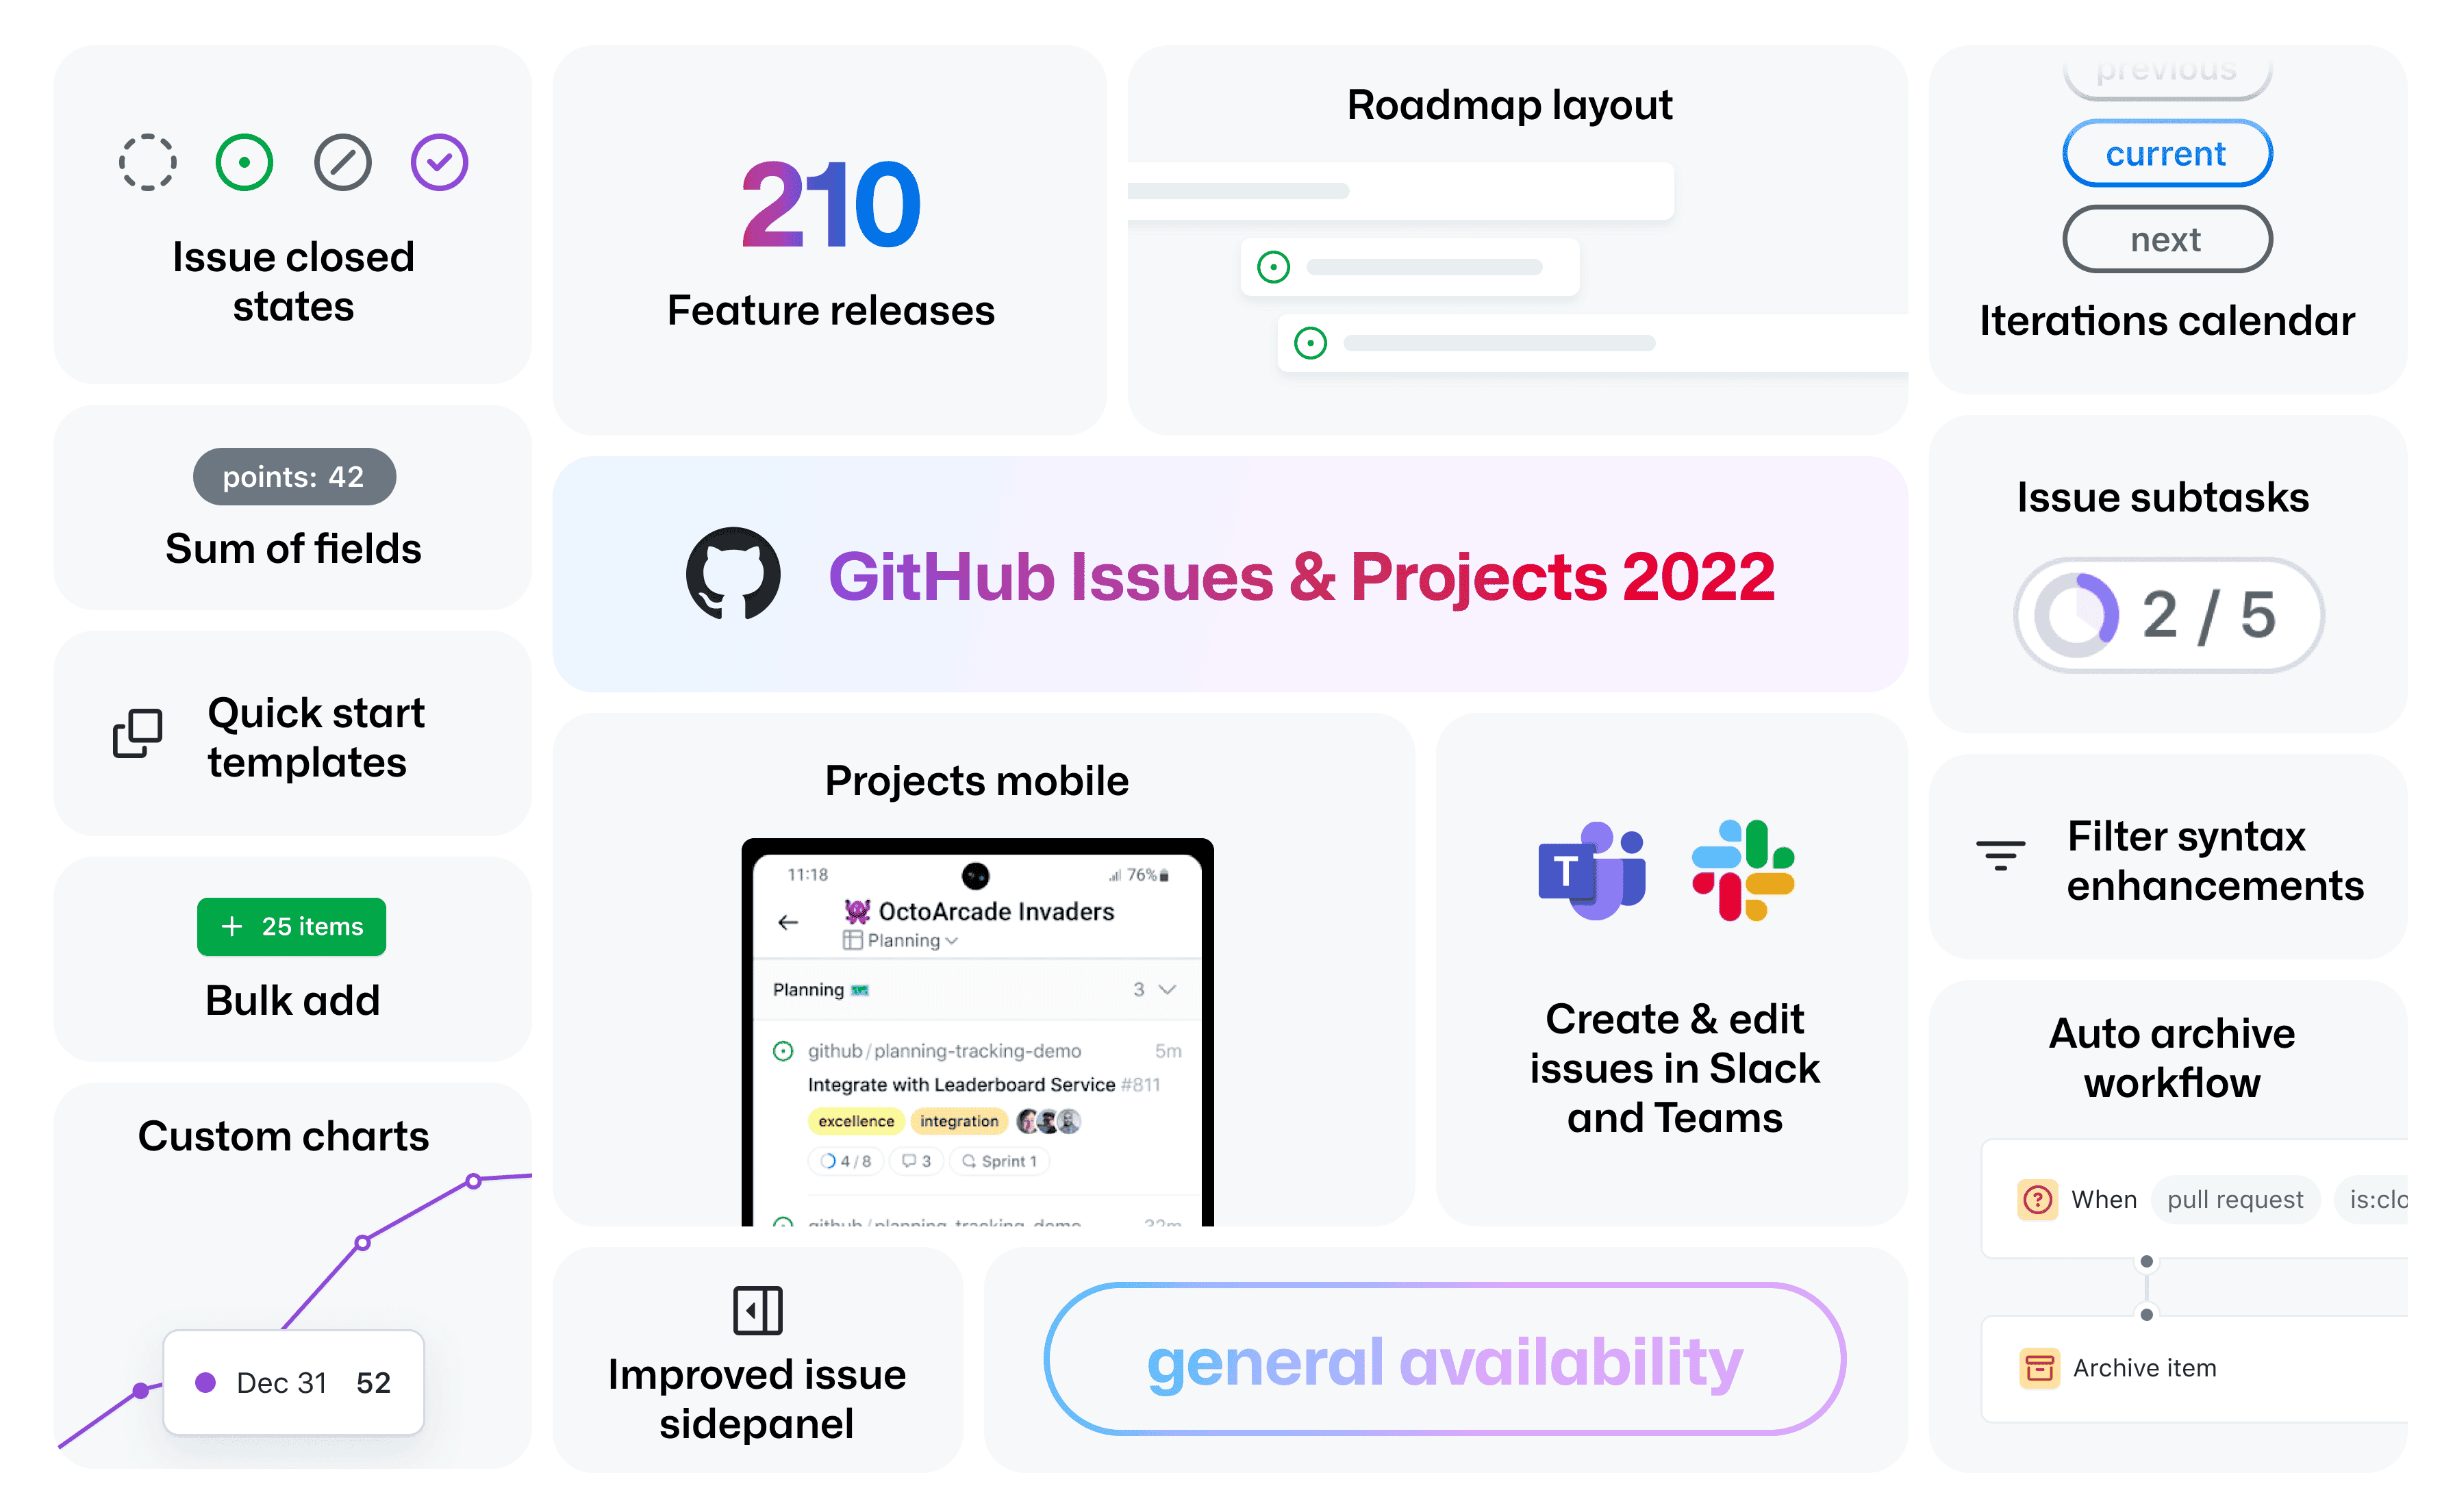 Issue closed
states
210
Feature releases
Roadmap layout
previous
current
next
Iterations calendar
points: 42
Sum of fields
GitHub Issues & Projects 2022
Issue subtasks
2 / 5
Quick start
templates
Projects mobile
11:18
76%
OctoArcade Invaders
Planning
Planning
3
github/planning-tracking-demo
5m
Integrate with Leaderboard Service #811
excellence
integration
4/8
3
Sprint 1
github/planning-tracking-demo
32m
T
Create & edit
issues in Slack
and Teams
Filter syntax
enhancements
+ 25 items
Bulk add
Auto archive
workflow
When
pull request
is:clo
Archive item
Custom charts
Dec 31 52
Improved issue
sidepanel
general availability